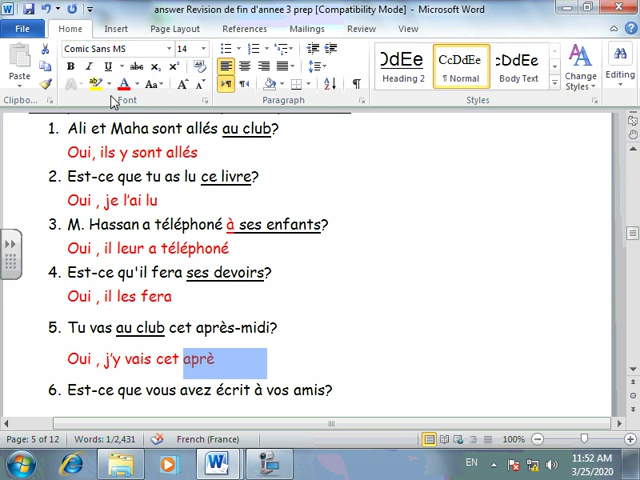 answer Revision de fin d'annee 3 prep [Compatibility Mode] - Microsoft Word
File Home Insert Page Layout References Mailings Review View
Comic Sans MS 14
Paste
B I U
Aa
CcDdEe
Heading 2 ¶ Normal Body Text
Change Styles
Editing
Clipbo... Font Paragraph Styles
1. Ali et Maha sont allés au club?
Oui, ils y sont allés
2. Est-ce que tu as lu ce livre?
Oui , je l'ai lu
3. M. Hassan a téléphoné à ses enfants?
Oui , il leur a téléphoné
4. Est-ce qu'il fera ses devoirs?
Oui , il les fera
5. Tu vas au club cet après-midi?
Oui , j'y vais cet aprè
6. Est-ce que vous avez écrit à vos amis?
Page: 5 of 12 Words: 1/2,431 French (France) 100%
EN 11:52 AM
3/25/2020